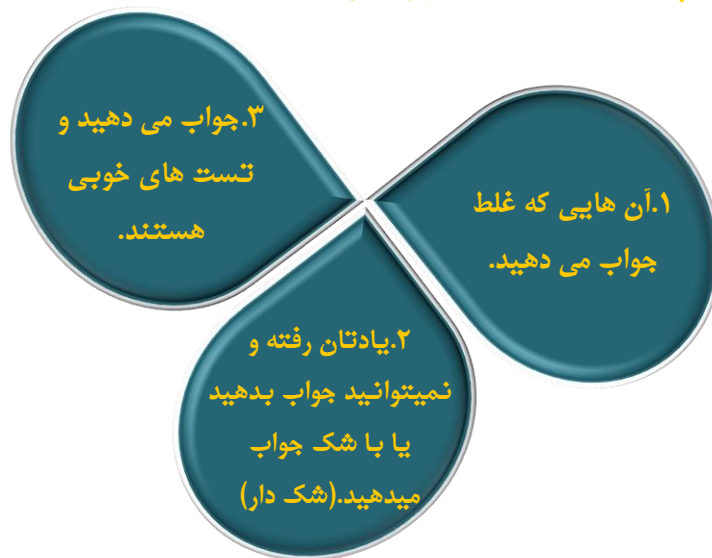 ۱.آن هایی که غلط
جواب می دهید.
۲.یادتان رفته و
نمیتوانید جواب بدهید
یا با شک جواب
میدهید.(شک دار)
۳.جواب می دهید و
تست های خوبی
هستند.